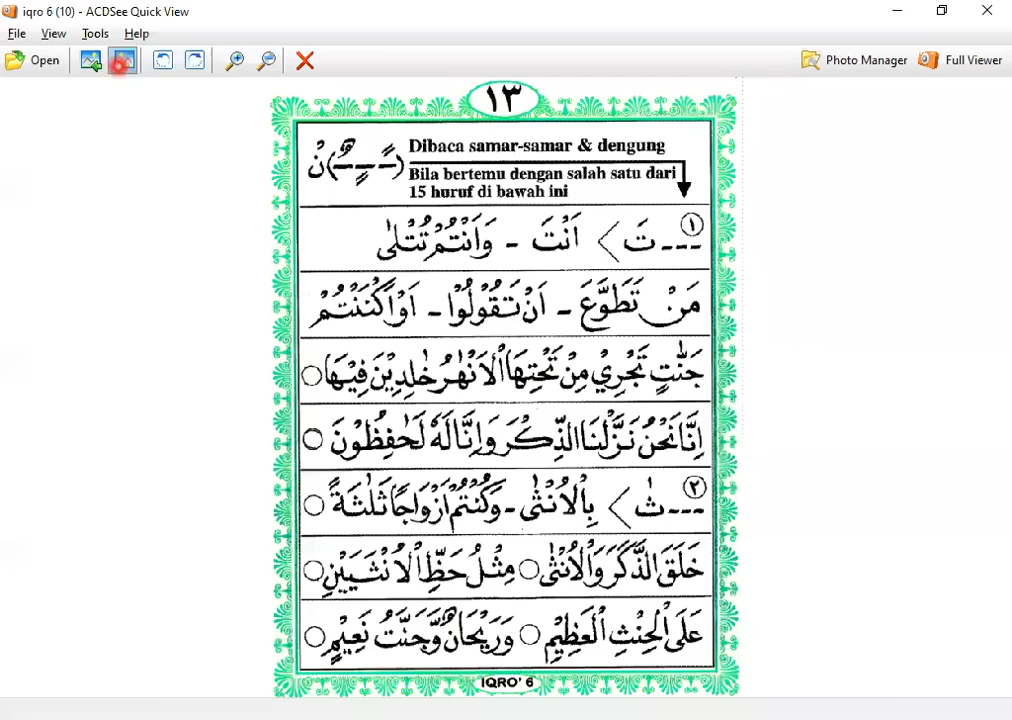 iqro 6 (10) - ACDSee Quick View
File View Tools Help
Open Photo Manager Full Viewer
١٣
نْ (ـًـ ـٍـ ـٌـ) Dibaca samar-samar & dengung
Bila bertemu dengan salah satu dari
15 huruf di bawah ini
١ --- تَ > اَنْتَ - وَاَنْتُمْ تُتْلٰى
مَنْ تَطَوَّعَ - اَنْ تَقُوْلُوْا - اَوْاَكْنَنْتُمْ
جَنّٰتٍ تَجْرِيْ مِنْ تَحْتِهَا الْاَنْهٰرُ خٰلِدِيْنَ فِيْهَا ○
اِنَّا نَحْنُ نَزَّلْنَا الذِّكْرَ وَاِنَّا لَهٗ لَحٰفِظُوْنَ ○
٢ --- ثٰ > بِالْاُنْثٰى - وَكُنْتُمْ اَزْوَاجًا ثَلٰثَةً ○
خَلَقَ الذَّكَرَ وَالْاُنْثٰى ○ مِثْلُ حَظِّ الْاُنْثَيَيْنِ ○
عَلَى الْحِنْثِ الْعَظِيْمِ ○ وَرَيْحَانٌ وَّجَنَّتُ نَعِيْمٍ ○
IQRO' 6